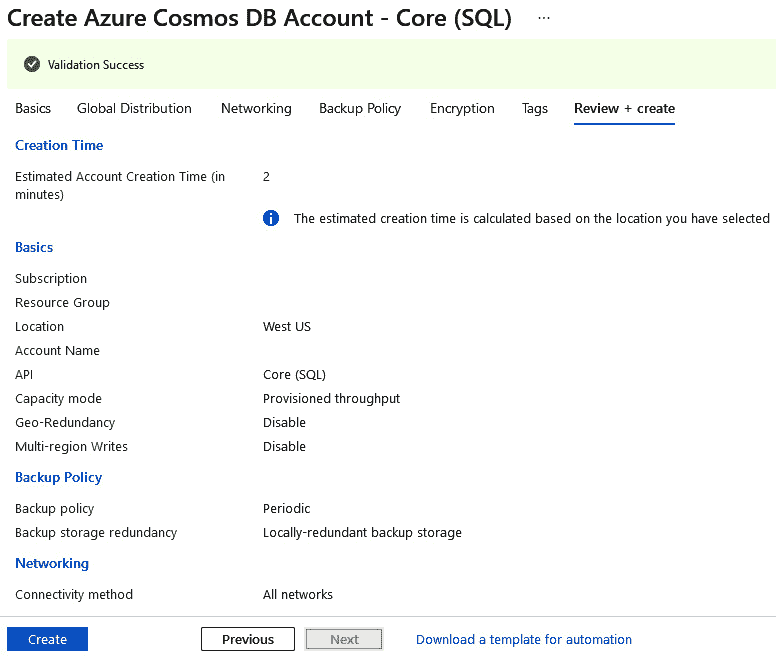 Create Azure Cosmos DB Account - Core (SQL) ...
Validation Success
Basics Global Distribution Networking Backup Policy Encryption Tags Review + create
Creation Time
Estimated Account Creation Time (in minutes) 2
The estimated creation time is calculated based on the location you have selected
Basics
Subscription
Resource Group
Location West US
Account Name
API Core (SQL)
Capacity mode Provisioned throughput
Geo-Redundancy Disable
Multi-region Writes Disable
Backup Policy
Backup policy Periodic
Backup storage redundancy Locally-redundant backup storage
Networking
Connectivity method All networks
Create Previous Next Download a template for automation